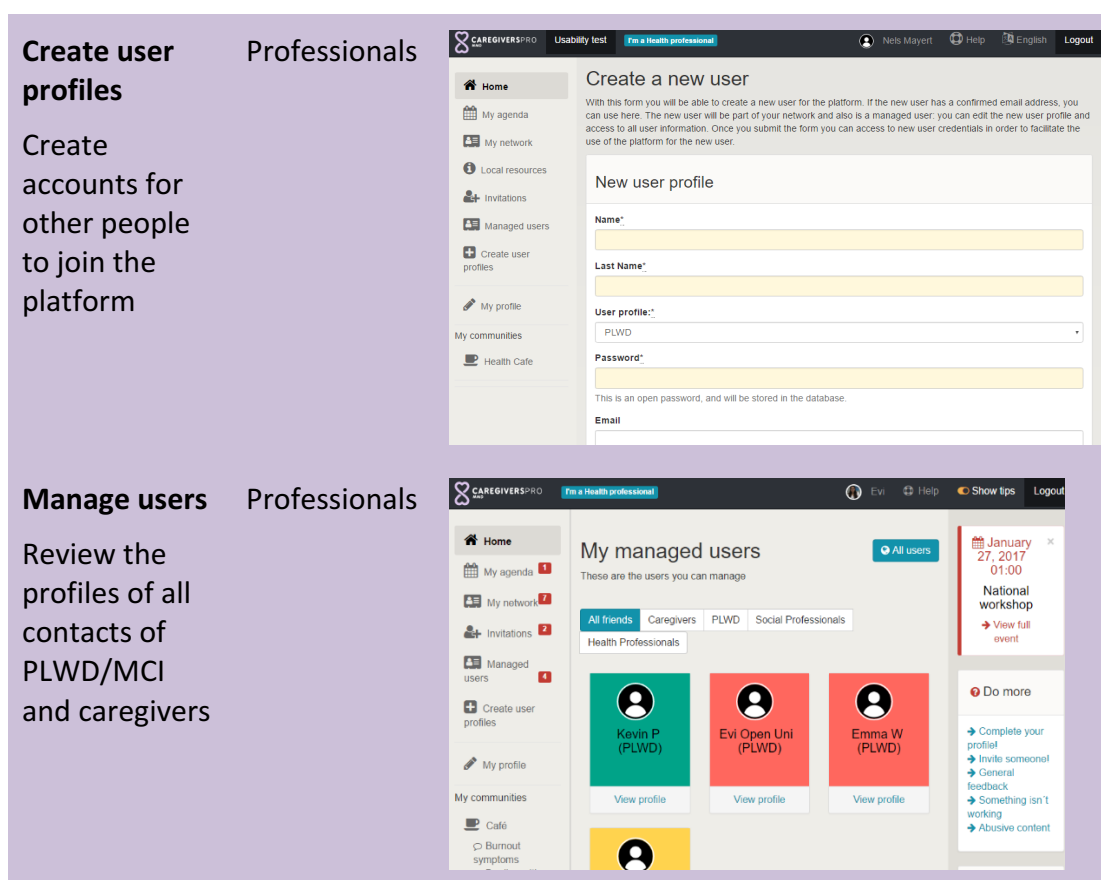 Create user
profiles
Create
accounts for
other people
to join the
platform
Professionals
CAREGIVERSPRO
MMD
Usability test
I'm a Health professional
Nels Mayert
Help
English
Logout
Home
My agenda
My network
Local resources
Invitations
Managed users
Create user
profiles
My profile
My communities
Health Cafe
Create a new user
With this form you will be able to create a new user for the platform. If the new user has a confirmed email address, you
can use here. The new user will be part of your network and also is a managed user: you can edit the new user profile and
access to all user information. Once you submit the form you can access to new user credentials in order to facilitate the
use of the platform for the new user.
New user profile
Name*
Last Name*
User profile:*
PLWD
Password*
This is an open password, and will be stored in the database.
Email
Manage users
Review the
profiles of all
contacts of
PLWD/MCI
and caregivers
Professionals
CAREGIVERSPRO
MMD
I'm a Health professional
Evi
Help
Show tips
Logout
Home
My agenda 1
My network 7
Invitations 2
Managed
users 4
Create user
profiles
My profile
My communities
Café
Burnout
symptoms
My managed users
All users
These are the users you can manage
All friends
Caregivers
PLWD
Social Professionals
Health Professionals
Kevin P
(PLWD)
View profile
Evi Open Uni
(PLWD)
View profile
Emma W
(PLWD)
View profile
January
27, 2017
01:00
×
National
workshop
View full
event
Do more
Complete your
profile!
Invite someone!
General
feedback
Something isn´t
working
Abusive content